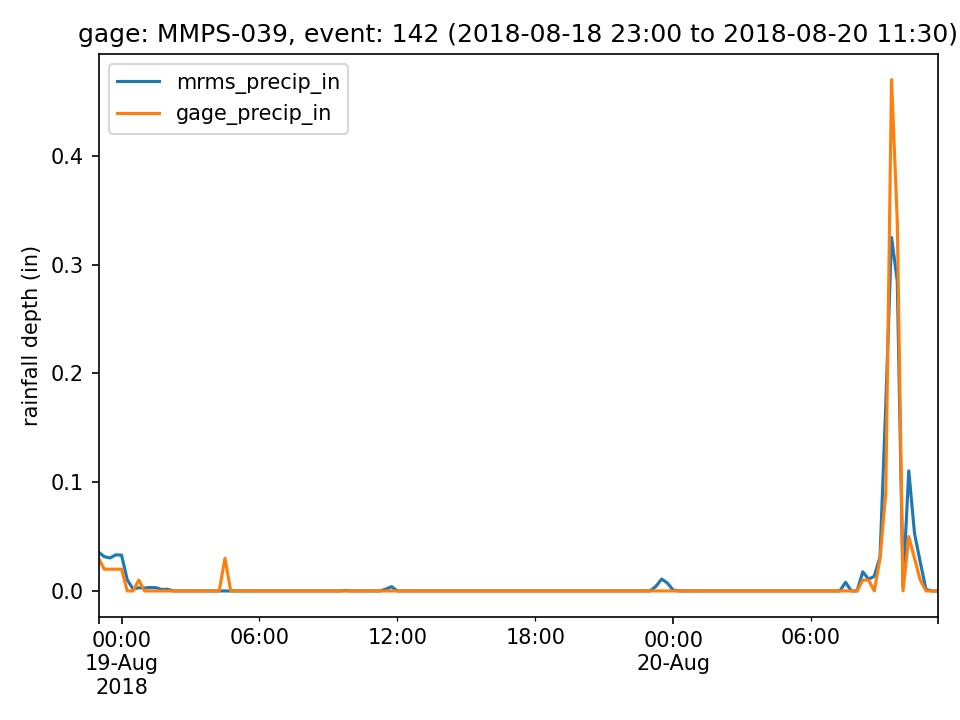 gage: MMPS-039, event: 142 (2018-08-18 23:00 to 2018-08-20 11:30)
mrms_precip_in
gage_precip_in
rainfall depth (in)
0.4
0.3
0.2
0.1
0.0
00:00 06:00 12:00 18:00 00:00 06:00
19-Aug 20-Aug
2018